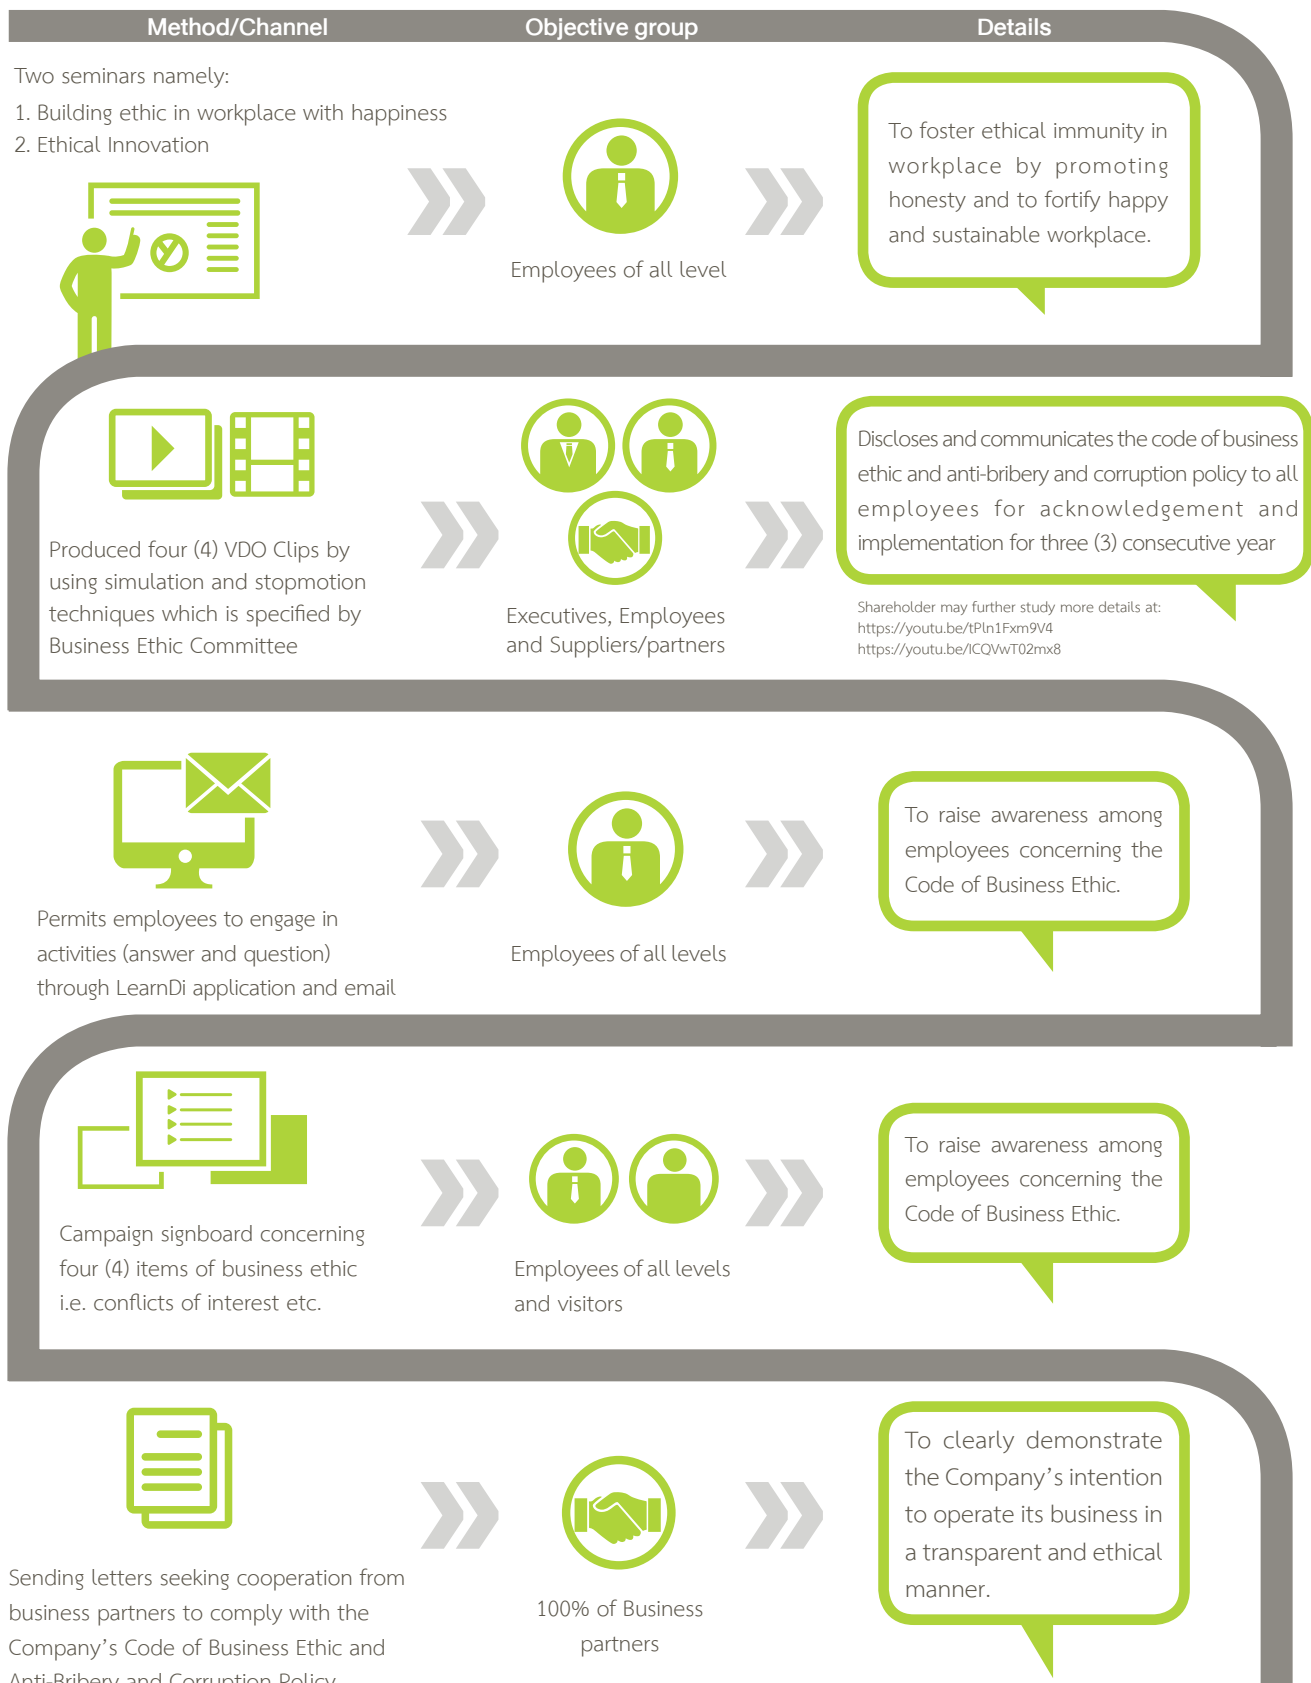 Method/Channel
Objective group
Details
Two seminars namely:
1. Building ethic in workplace with happiness
2. Ethical Innovation
Employees of all level
To foster ethical immunity in
workplace by promoting
honesty and to fortify happy
and sustainable workplace.
Produced four (4) VDO Clips by
using simulation and stopmotion
techniques which is specified by
Business Ethic Committee
Executives, Employees
and Suppliers/partners
Discloses and communicates the code of business
ethic and anti-bribery and corruption policy to all
employees for acknowledgement and
implementation for three (3) consecutive year
Shareholder may further study more details at:
https://youtu.be/tPln1Fxm9V4
https://youtu.be/lCQVwT02mx8
Permits employees to engage in
activities (answer and question)
through LearnDi application and email
Employees of all levels
To raise awareness among
employees concerning the
Code of Business Ethic.
Campaign signboard concerning
four (4) items of business ethic
i.e. conflicts of interest etc.
Employees of all levels
and visitors
To raise awareness among
employees concerning the
Code of Business Ethic.
Sending letters seeking cooperation from
business partners to comply with the
Company's Code of Business Ethic and
Anti-Bribery and Corruption Policy
100% of Business
partners
To clearly demonstrate
the Company's intention
to operate its business in
a transparent and ethical
manner.